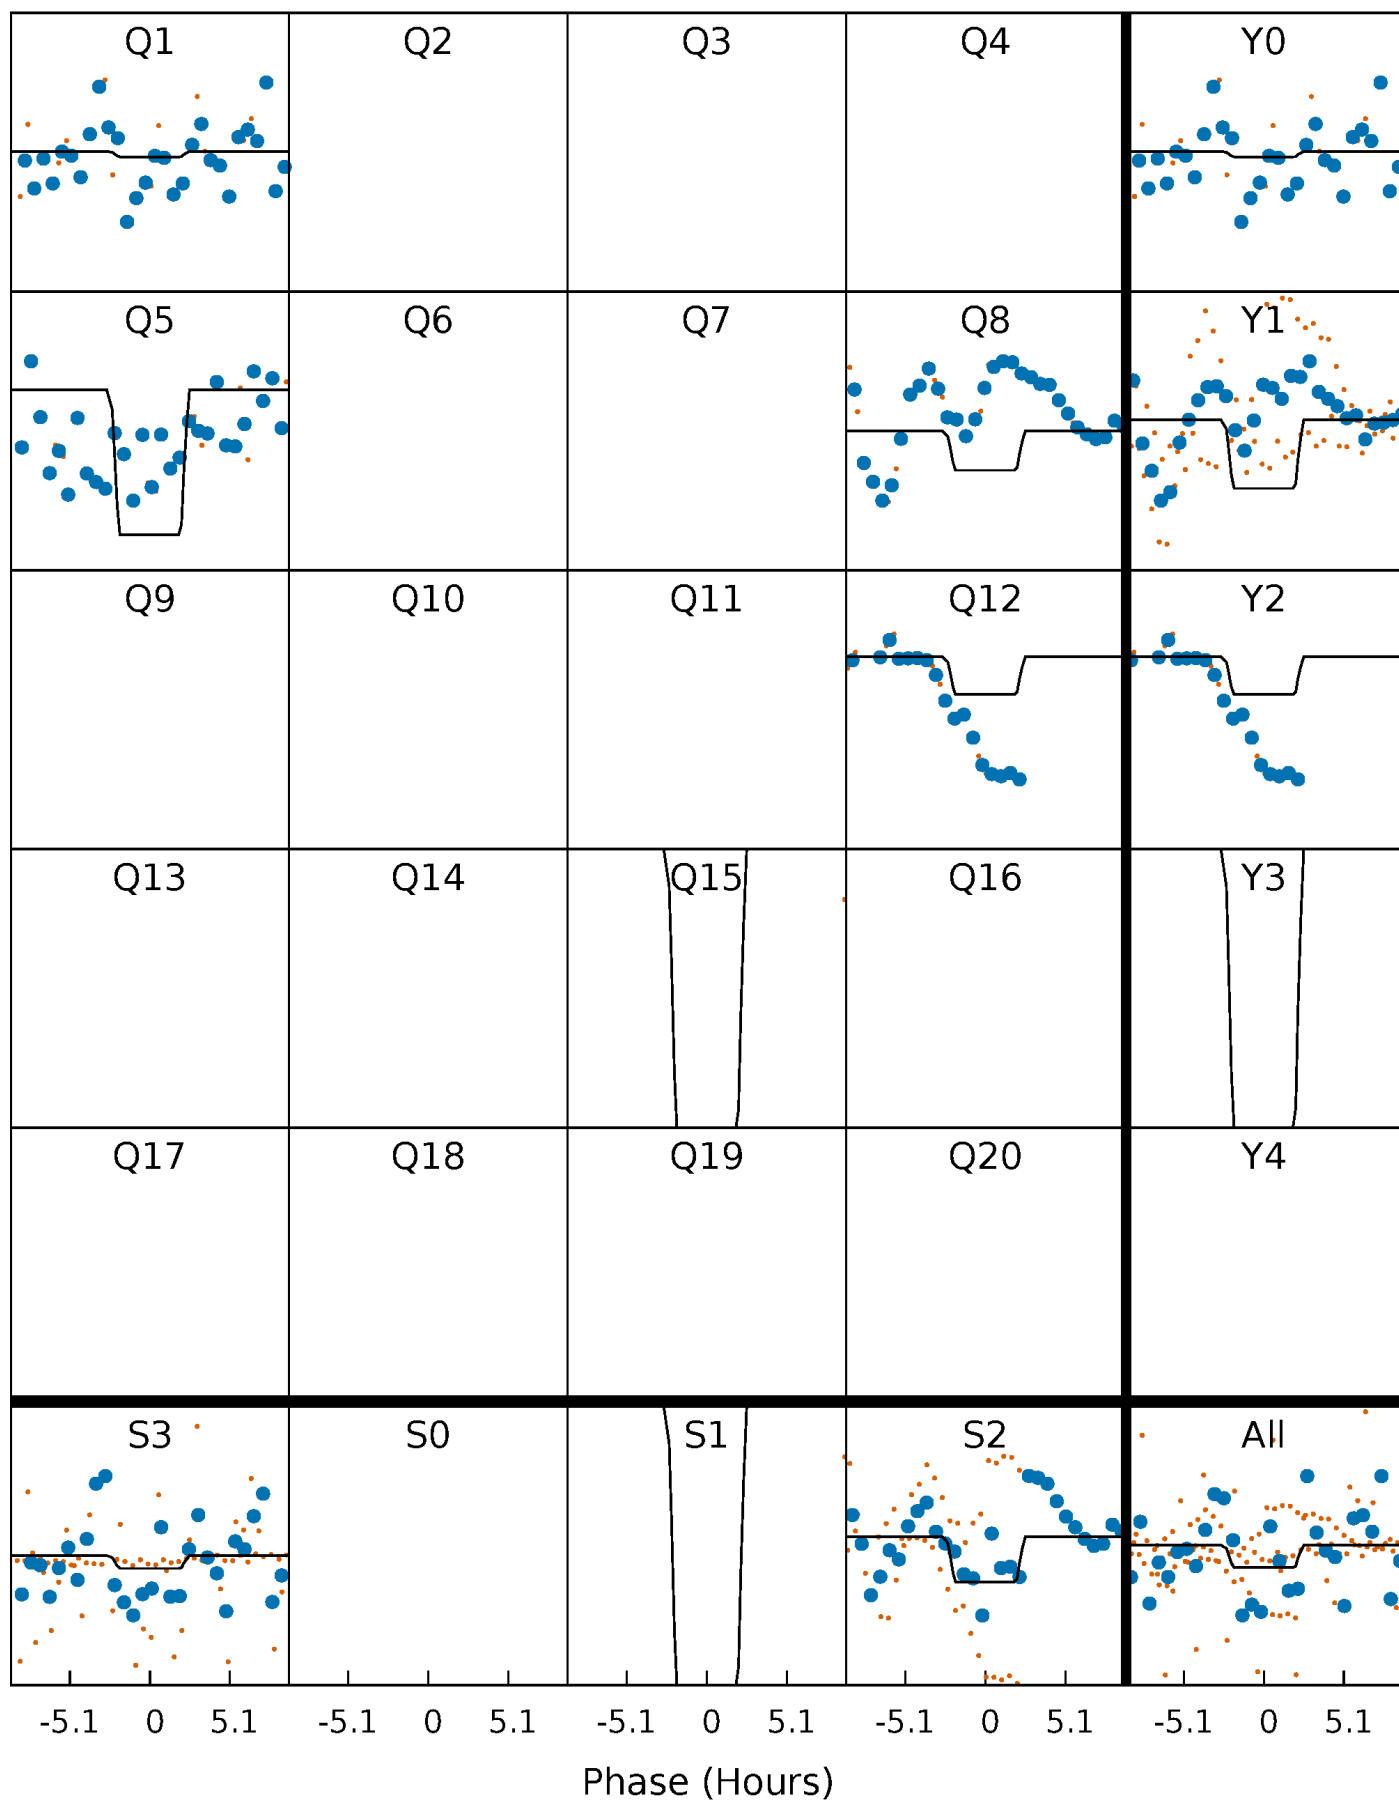 Q1 Q2 Q3 Q4 Y0
Q5 Q6 Q7 Q8 Y1
Q9 Q10 Q11 Q12 Y2
Q13 Q14 Q15 Q16 Y3
Q17 Q18 Q19 Q20 Y4
S3 S0 S1 S2 All
-5.1 0 5.1 -5.1 0 5.1 -5.1 0 5.1 -5.1 0 5.1 -5.1 0 5.1
Phase (Hours)